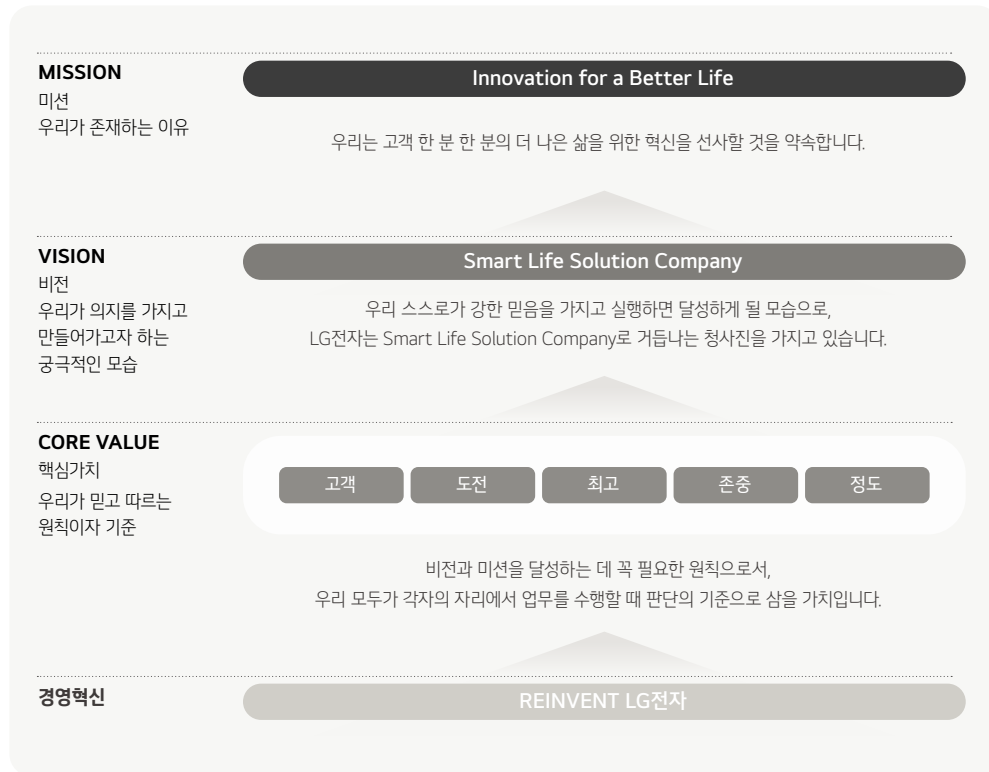 MISSION
미션
우리가 존재하는 이유
Innovation for a Better Life
우리는 고객 한 분 한 분의 더 나은 삶을 위한 혁신을 선사할 것을 약속합니다.
VISION
비전
우리가 의지를 가지고
만들어가고자 하는
궁극적인 모습
Smart Life Solution Company
우리 스스로가 강한 믿음을 가지고 실행하면 달성하게 될 모습으로,
LG전자는 Smart Life Solution Company로 거듭나는 청사진을 가지고 있습니다.
CORE VALUE
핵심가치
우리가 믿고 따르는
원칙이자 기준
고객 도전 최고 존중 정도
비전과 미션을 달성하는 데 꼭 필요한 원칙으로서,
우리 모두가 각자의 자리에서 업무를 수행할 때 판단의 기준으로 삼을 가치입니다.
경영혁신
REINVENT LG전자